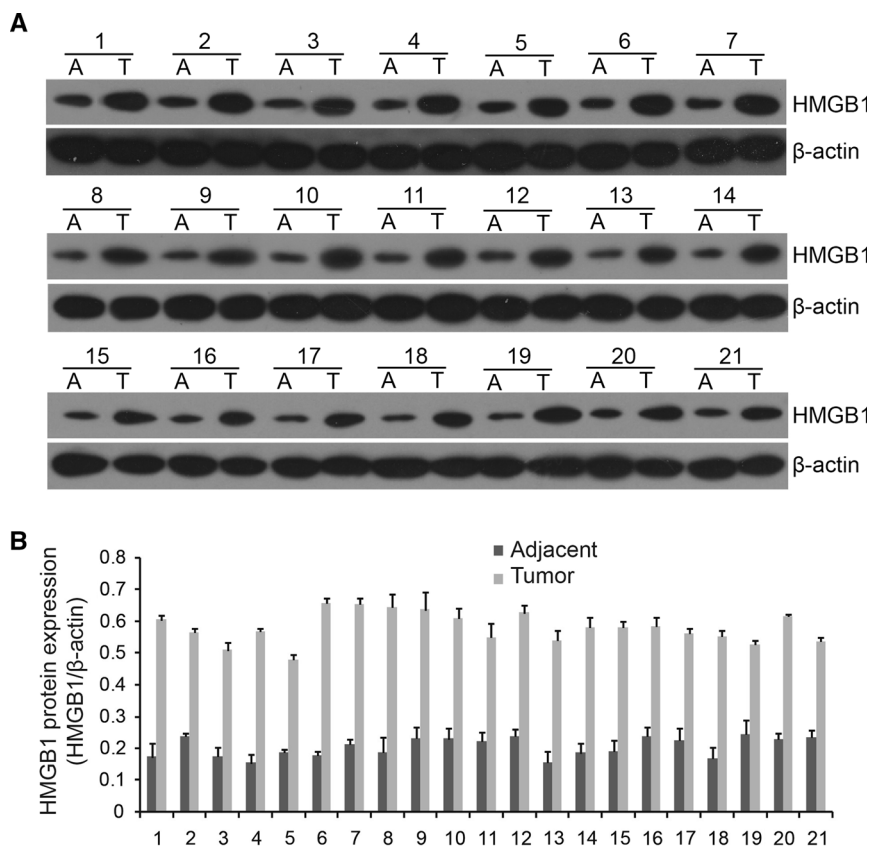 A
1 2 3 4 5 6 7
A T A T A T A T A T A T A T
HMGB1
β-actin
8 9 10 11 12 13 14
A T A T A T A T A T A T A T
HMGB1
β-actin
15 16 17 18 19 20 21
A T A T A T A T A T A T A T
HMGB1
β-actin
B
HMGB1 protein expression
(HMGB1/β-actin)
Adjacent
Tumor
0.8
0.7
0.6
0.5
0.4
0.3
0.2
0.1
0
1 2 3 4 5 6 7 8 9 10 11 12 13 14 15 16 17 18 19 20 21